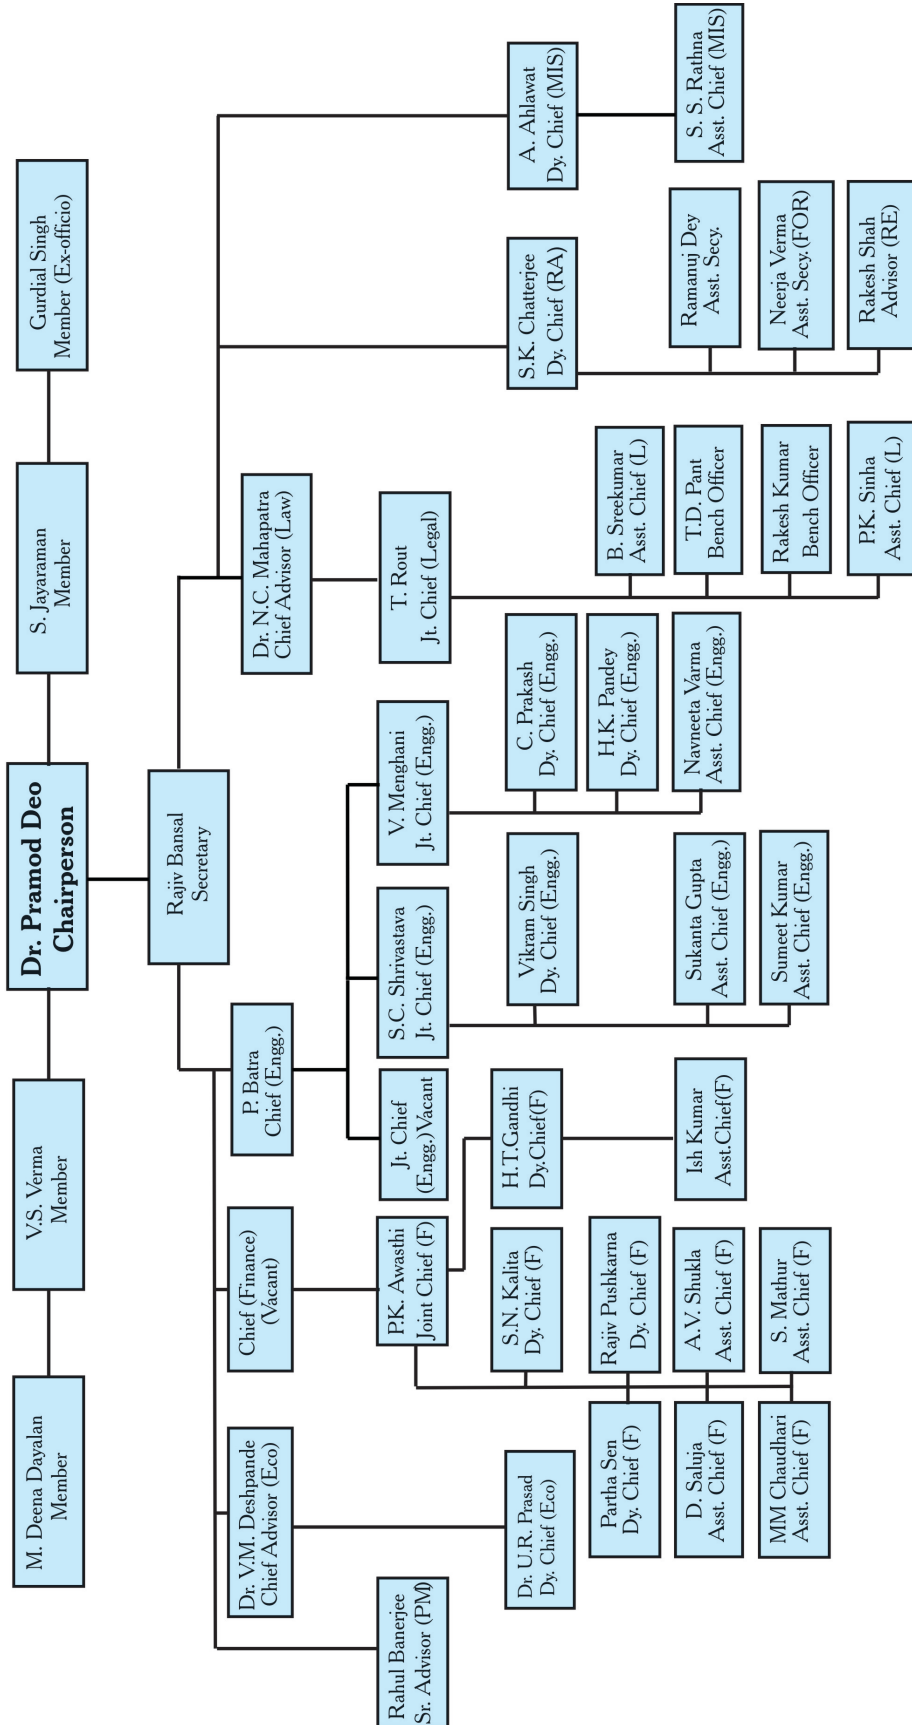 M. Deena Dayalan
Member
V.S. Verma
Member
Dr. Pramod Deo
Chairperson
S. Jayaraman
Member
Gurdial Singh
Member (Ex-officio)
Rajiv Bansal
Secretary
Dr. V.M. Deshpande
Chief Advisor (Eco)
Chief (Finance)
(Vacant)
P. Batra
Chief (Engg.)
Dr. N.C. Mahapatra
Chief Advisor (Law)
Rahul Banerjee
Sr. Advisor (PM)
P.K. Awasthi
Joint Chief (F)
Jt. Chief
(Engg.)Vacant
S.C. Shrivastava
Jt. Chief (Engg.)
V. Menghani
Jt. Chief (Engg.)
T. Rout
Jt. Chief (Legal)
Dr. U.R. Prasad
Dy. Chief (Eco)
S.N. Kalita
Dy. Chief (F)
H.T.Gandhi
Dy.Chief(F)
Vikram Singh
Dy. Chief (Engg.)
C. Prakash
Dy. Chief (Engg.)
S.K. Chatterjee
Dy. Chief (RA)
A. Ahlawat
Dy. Chief (MIS)
Partha Sen
Dy. Chief (F)
Rajiv Pushkarna
Dy. Chief (F)
H.K. Pandey
Dy. Chief (Engg.)
B. Sreekumar
Asst. Chief (L)
D. Saluja
Asst. Chief (F)
A.V. Shukla
Asst. Chief (F)
Ish Kumar
Asst.Chief(F)
Sukanta Gupta
Asst. Chief (Engg.)
Navneeta Varma
Asst. Chief (Engg.)
T.D. Pant
Bench Officer
Ramanuj Dey
Asst. Secy.
S. S. Rathna
Asst. Chief (MIS)
MM Chaudhari
Asst. Chief (F)
S. Mathur
Asst. Chief (F)
Sumeet Kumar
Asst. Chief (Engg.)
Rakesh Kumar
Bench Officer
Neerja Verma
Asst. Secy.(FOR)
P.K. Sinha
Asst. Chief (L)
Rakesh Shah
Advisor (RE)